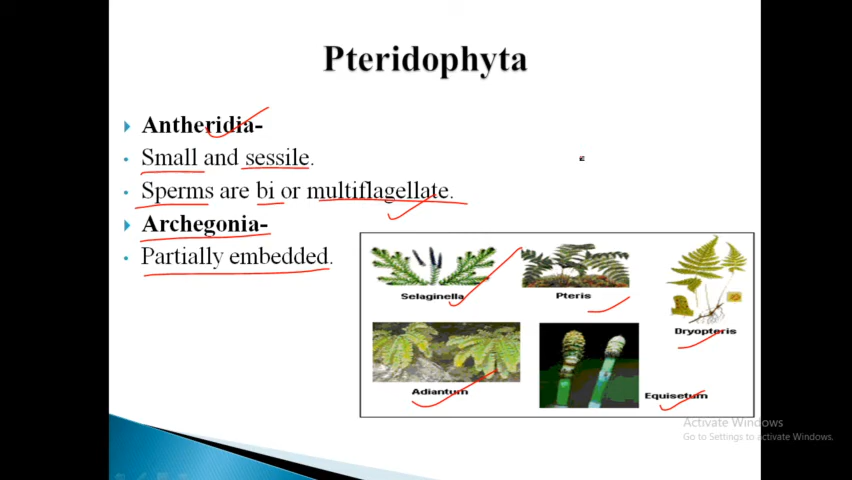 Pteridophyta
Antheridia-
Small and sessile.
Sperms are bi or multiflagellate.
Archegonia-
Partially embedded.
Selaginella
Pteris
Dryopteris
Adiantum
Equisetum
Activate Windows
Go to Settings to Activate Windows.